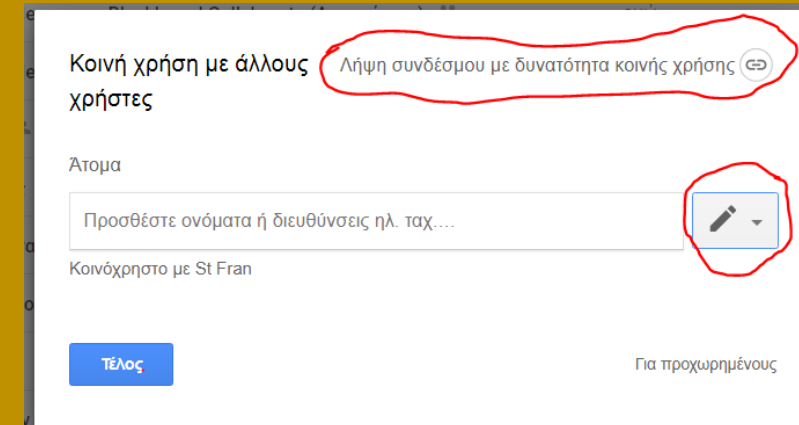 Κοινή χρήση με άλλους
χρήστες
Λήψη συνδέσμου με δυνατότητα κοινής χρήσης
Άτομα
Προσθέστε ονόματα ή διευθύνσεις ηλ. ταχ....
Κοινόχρηστο με St Fran
Τέλος
Για προχωρημένους